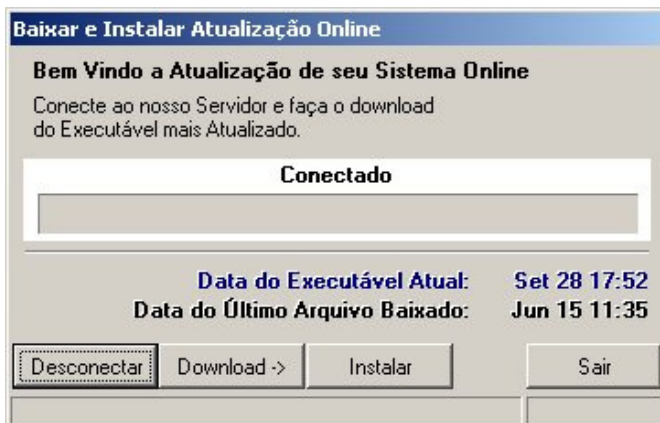 Baixar e Instalar Atualização Online
Bem Vindo a Atualização de seu Sistema Online
Conecte ao nosso Servidor e faça o download
do Executável mais Atualizado.
Conectado
Data do Executável Atual: Set 28 17:52
Data do Último Arquivo Baixado: Jun 15 11:35
Desconectar Download -> Instalar Sair